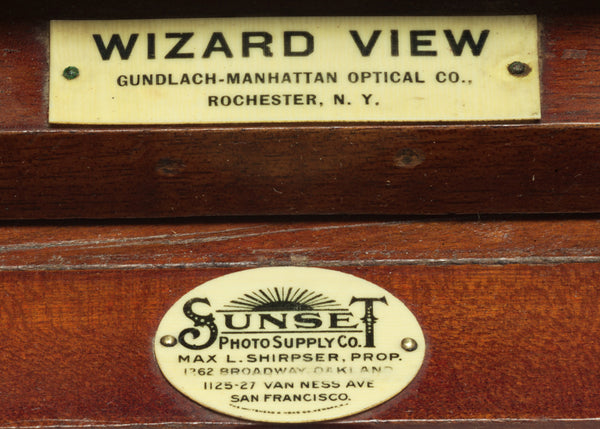 WIZARD VIEW
GUNDLACH-MANHATTAN OPTICAL CO.,
ROCHESTER, N. Y.
SUNSET
PHOTO SUPPLY CO.
MAX L. SHIRPSER, PROP.
1262 BROADWAY OAKLAND
1125-27 VAN NESS AVE
SAN FRANCISCO.